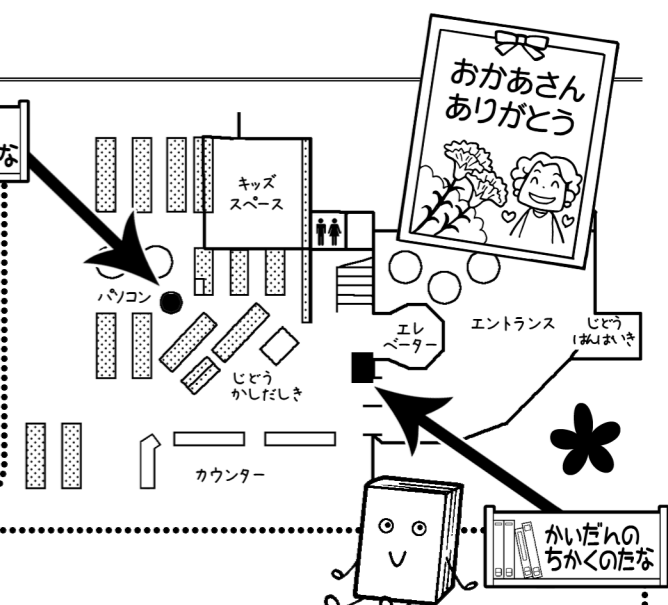 おかあさん
ありがとう
な
キッズ
スペース
パソコン
エレ
ベーター
エントランス
じどう
はんばいき
じどう
かしだしき
カウンター
かいだんの
ちかくのたな